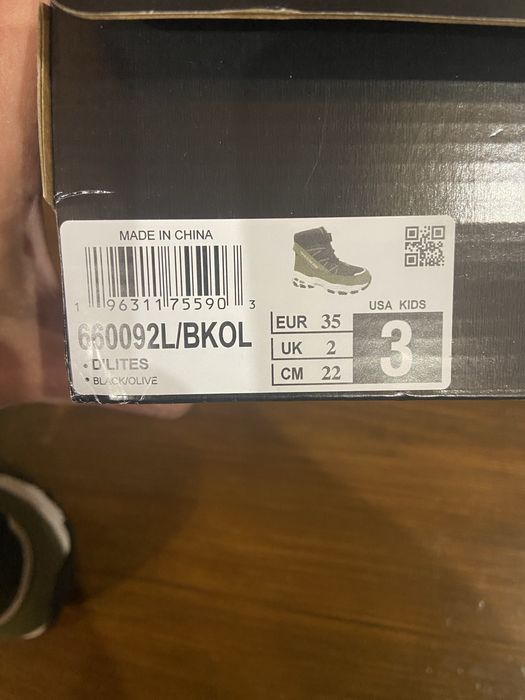 MADE IN CHINA
1 96311 75590 3
660092L/BKOL
• D'LITES
• BLACK/OLIVE
EUR 35
UK 2
CM 22
USA KIDS
3